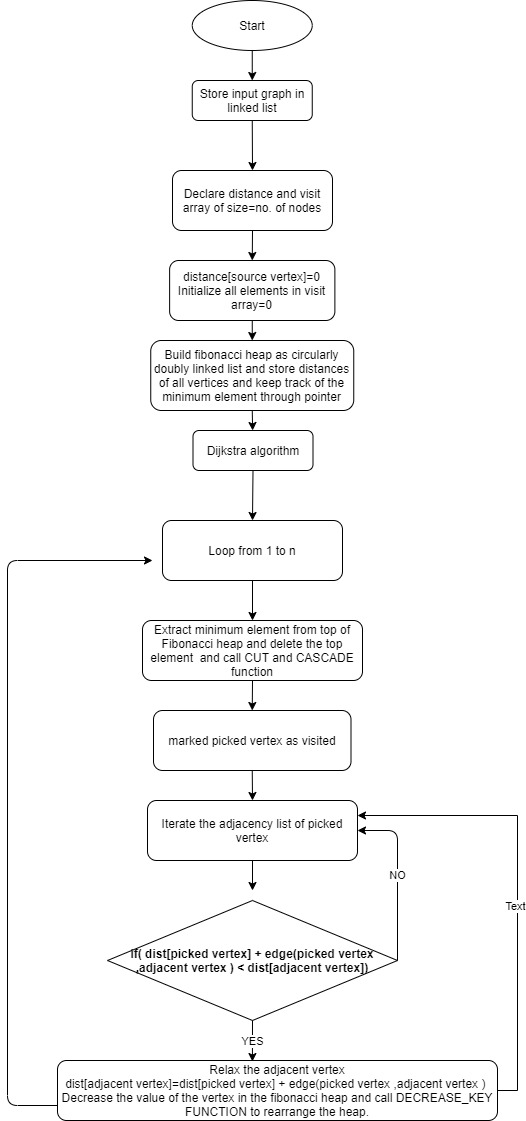 Start
Store input graph in
linked list
Declare distance and visit
array of size=no. of nodes
distance[source vertex]=0
Initialize all elements in visit
array=0
Build fibonacci heap as circularly
doubly linked list and store distances
of all vertices and keep track of the
minimum element through pointer
Dijkstra algorithm
Loop from 1 to n
Extract minimum element from top of
Fibonacci heap and delete the top
element and call CUT and CASCADE
function
marked picked vertex as visited
Iterate the adjacency list of picked
vertex
NO
Text
if( dist[picked vertex] + edge(picked vertex
,adjacent vertex ) < dist[adjacent vertex])
YES
Relax the adjacent vertex
dist[adjacent vertex]=dist[picked vertex] + edge(picked vertex ,adjacent vertex )
Decrease the value of the vertex in the fibonacci heap and call DECREASE_KEY
FUNCTION to rearrange the heap.